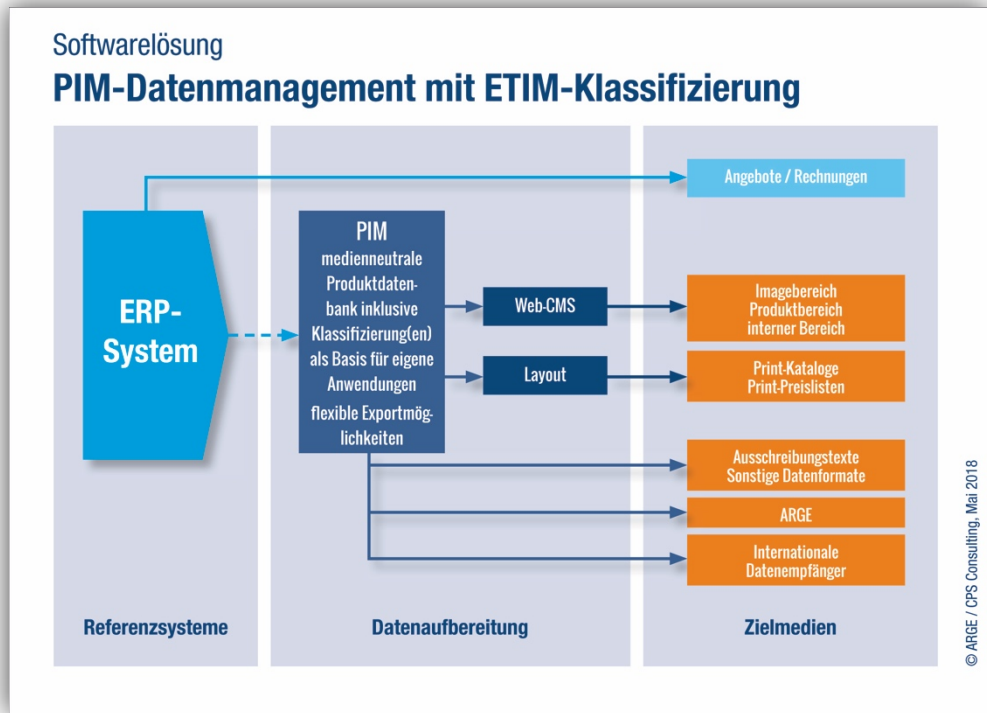 Softwarelösung
PIM-Datenmanagement mit ETIM-Klassifizierung
Angebote / Rechnungen
ERP-
System
PIM
medienneutrale
Produktdaten-
bank inklusive
Klassifizierung(en)
als Basis für eigene
Anwendungen
flexible Exportmög-
lichkeiten
Web-CMS
Layout
Imagebereich
Produktbereich
interner Bereich
Print-Kataloge
Print-Preislisten
Ausschreibungstexte
Sonstige Datenformate
ARGE
Internationale
Datenempfänger
Referenzsysteme
Datenaufbereitung
Zielmedien
© ARGE / CPS Consulting, Mai 2018